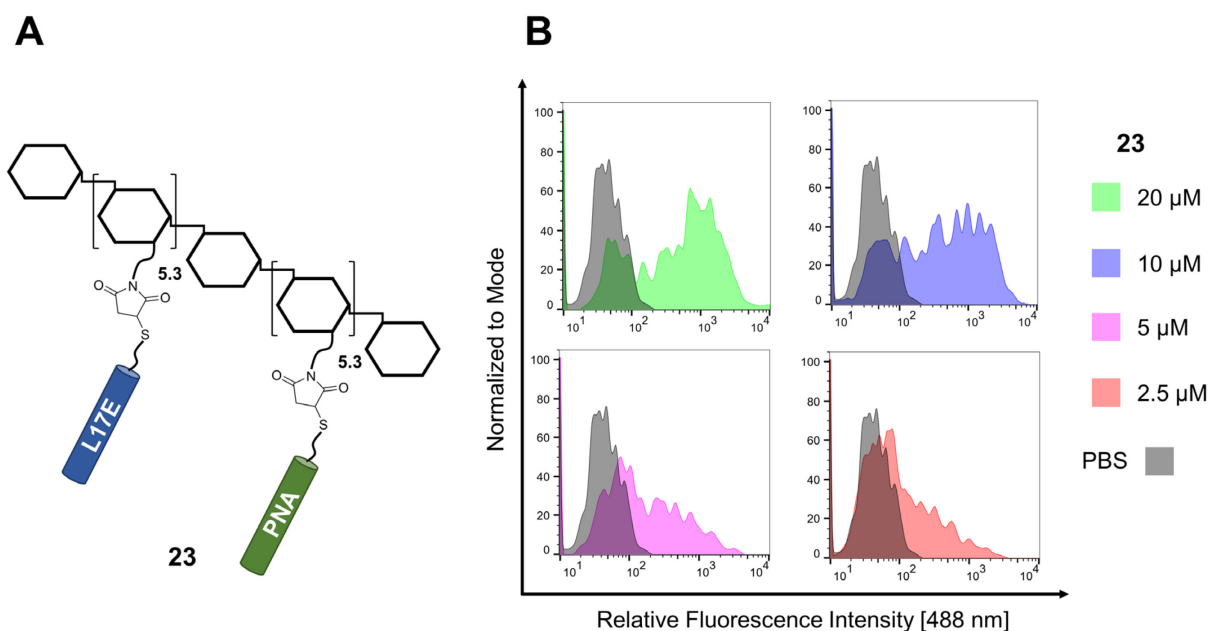 A
B
5.3
N
O
O
S
L17E
5.3
N
O
O
S
PNA
23
Normalized to Mode
100
80
60
40
20
0
10¹
10²
10³
10⁴
100
80
60
40
20
0
10¹
10²
10³
10⁴
100
80
60
40
20
0
10¹
10²
10³
10⁴
100
80
60
40
20
0
10¹
10²
10³
10⁴
Relative Fluorescence Intensity [488 nm]
23
20 µM
10 µM
5 µM
2.5 µM
PBS